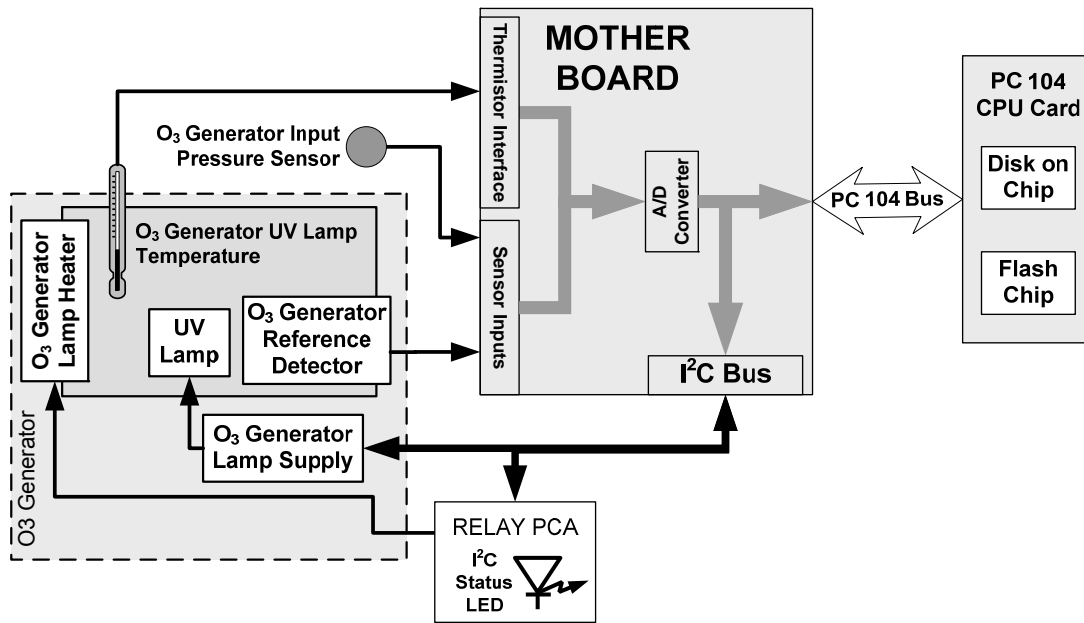 MOTHER
BOARD
Thermistor Interface
Sensor Inputs
A/D
Converter
I²C Bus
PC 104 Bus
PC 104
CPU Card
Disk on
Chip
Flash
Chip
O₃ Generator Input
Pressure Sensor
O₃ Generator UV Lamp
Temperature
O₃ Generator
Lamp Heater
UV
Lamp
O₃ Generator
Reference
Detector
O₃ Generator
Lamp Supply
O3 Generator
RELAY PCA
I²C
Status
LED